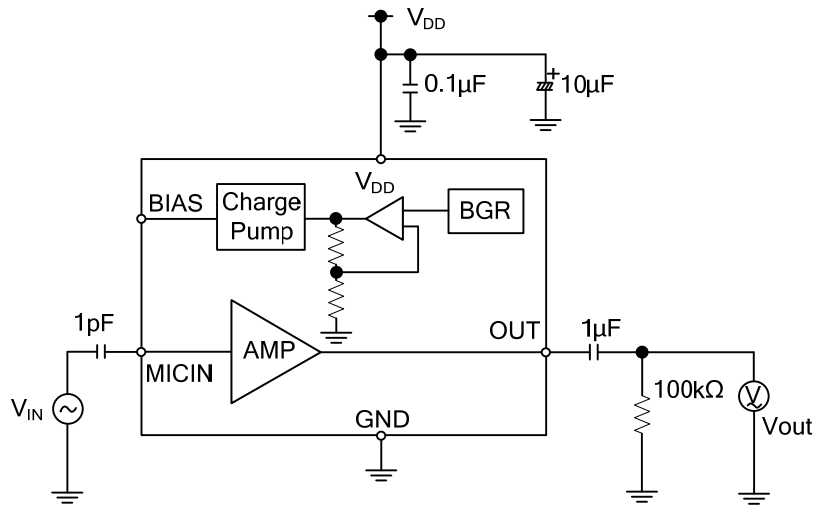 VDD
0.1µF
10µF
VDD
BIAS
Charge
Pump
BGR
1pF
OUT
1µF
AMP
MICIN
100kΩ
V
VIN
GND
Vout